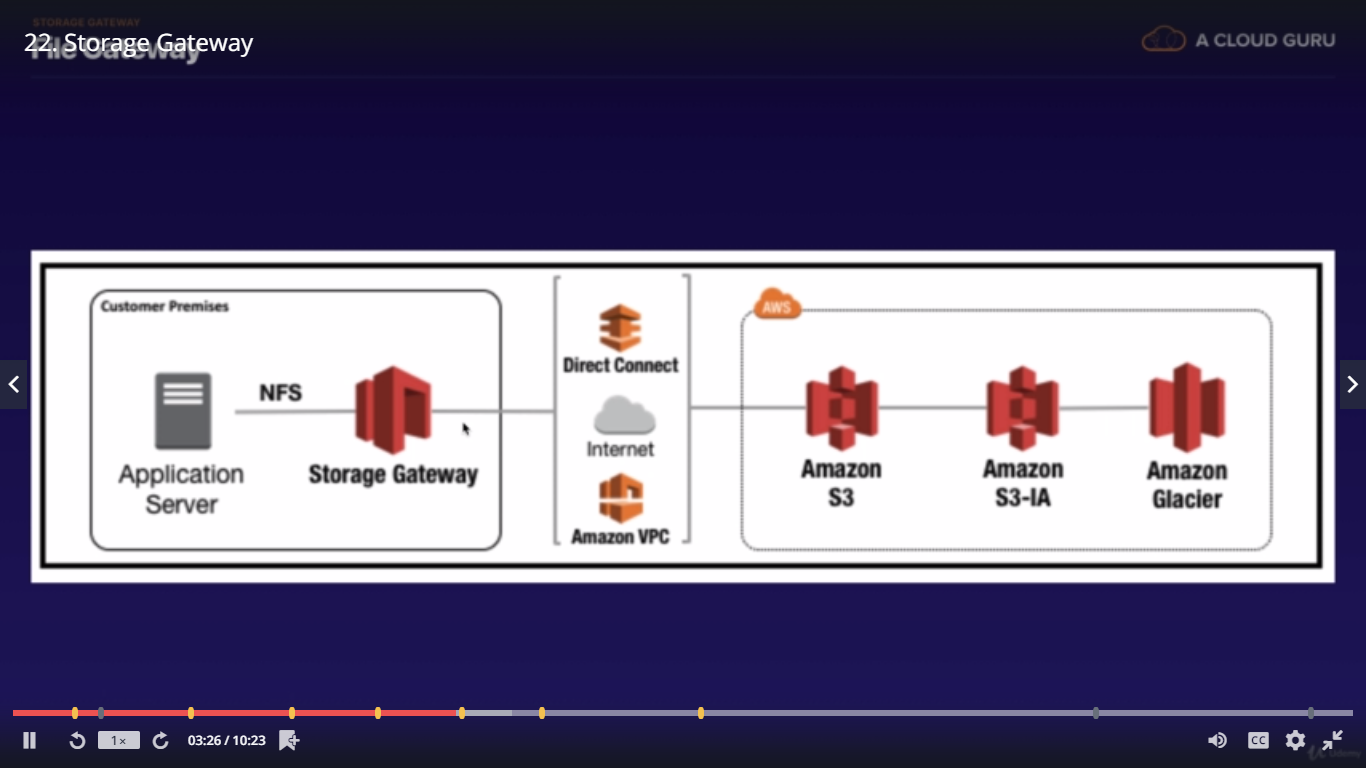 STORAGE GATEWAY
22. Storage Gateway
File Gateway
A CLOUD GURU
Customer Premises
AWS
NFS
Direct Connect
Internet
Amazon VPC
Application
Server
Storage Gateway
Amazon
S3
Amazon
S3-IA
Amazon
Glacier
1×
03:26 / 10:23
CC
Udemy